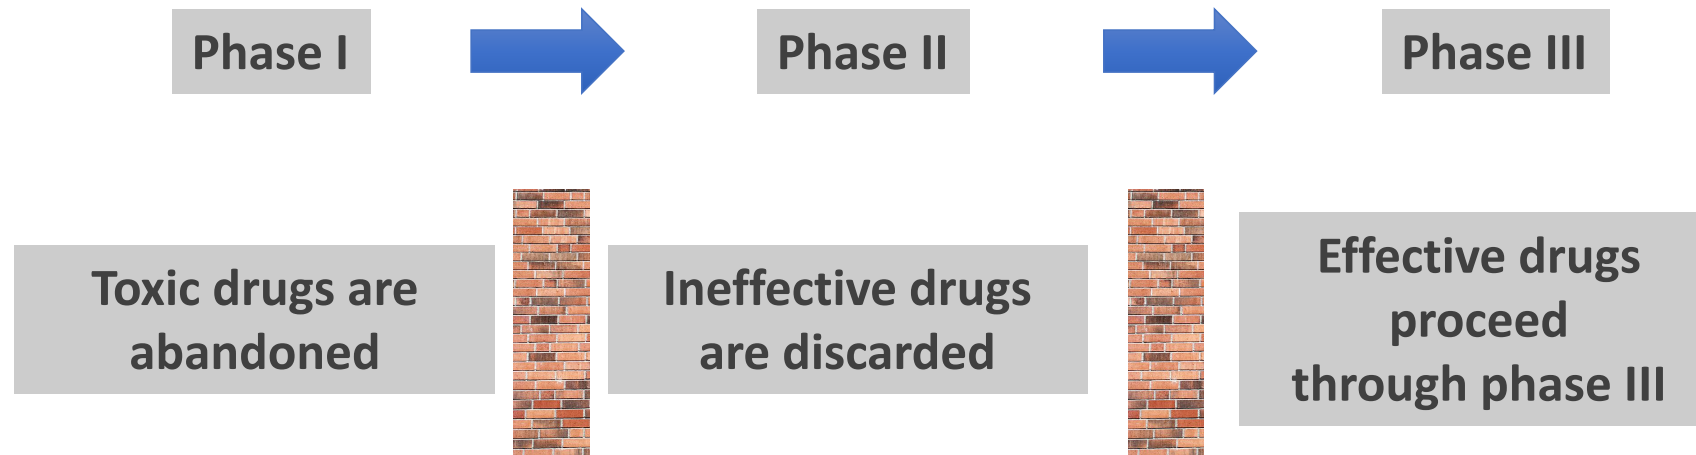 Phase I
Phase II
Phase III
Toxic drugs are
abandoned
Ineffective drugs
are discarded
Effective drugs
proceed
through phase III